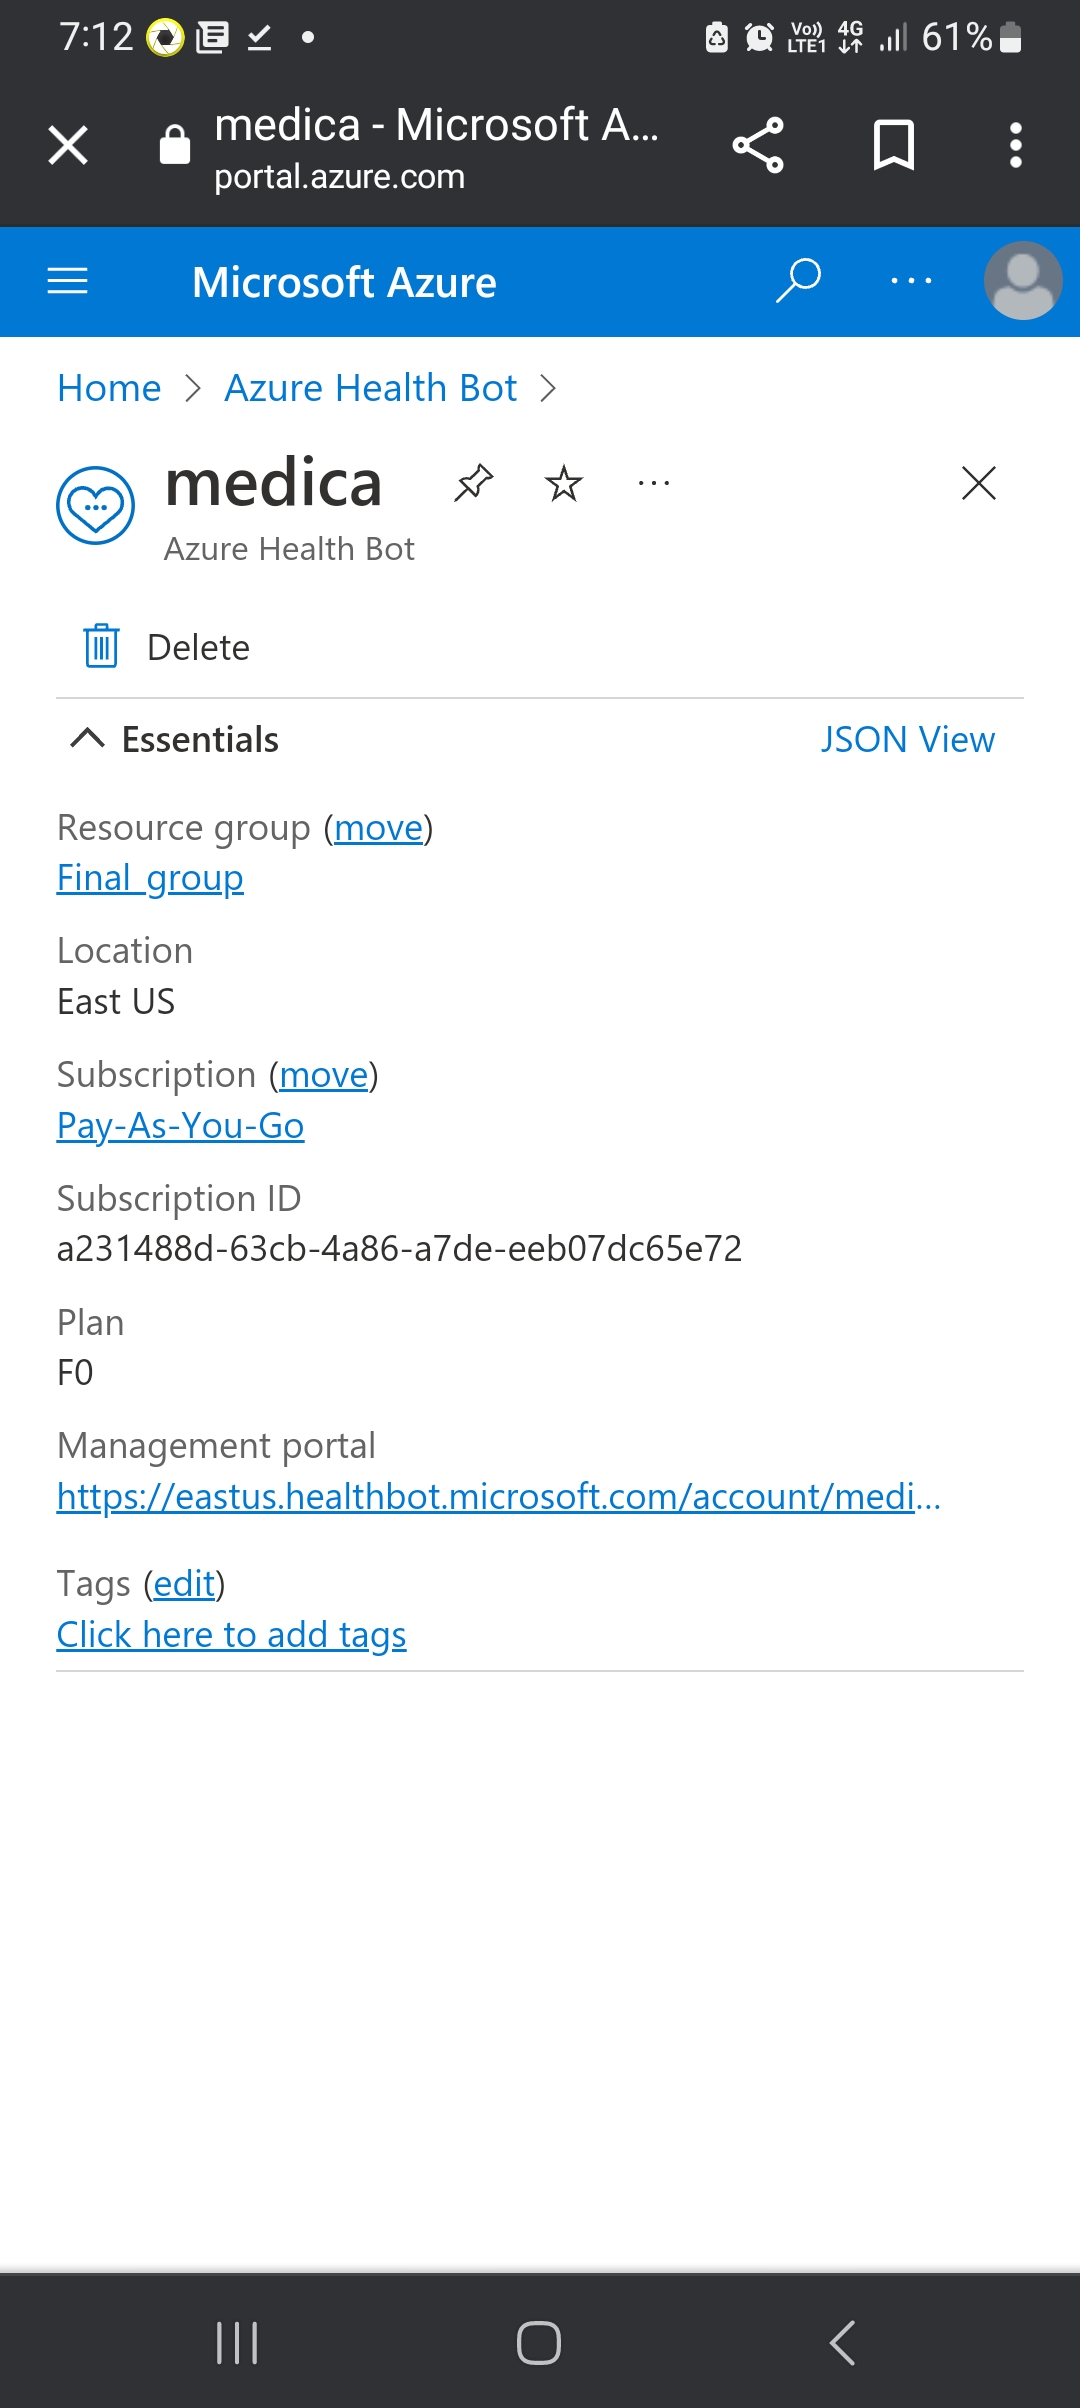 7:12
Vo)) LTE1 4G 61%
medica - Microsoft A...
portal.azure.com
Microsoft Azure
Home > Azure Health Bot >
medica
Azure Health Bot
Delete
Essentials JSON View
Resource group (move)
Final_group
Location
East US
Subscription (move)
Pay-As-You-Go
Subscription ID
a231488d-63cb-4a86-a7de-eeb07dc65e72
Plan
F0
Management portal
https://eastus.healthbot.microsoft.com/account/medi...
Tags (edit)
Click here to add tags